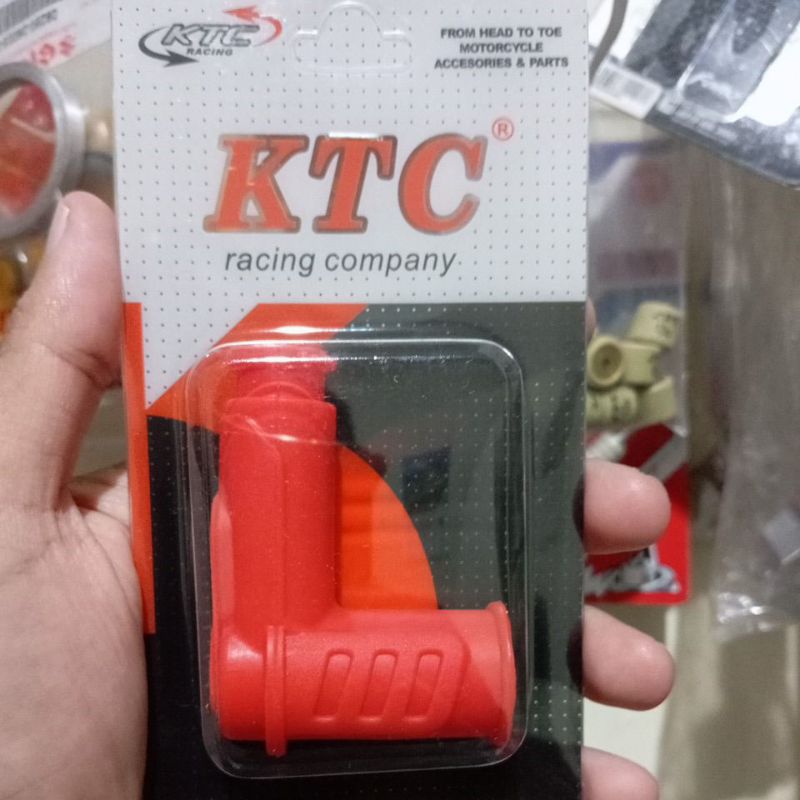 KTC
RACING
FROM HEAD TO TOE
MOTORCYCLE
ACCESORIES & PARTS
KTC®
racing company